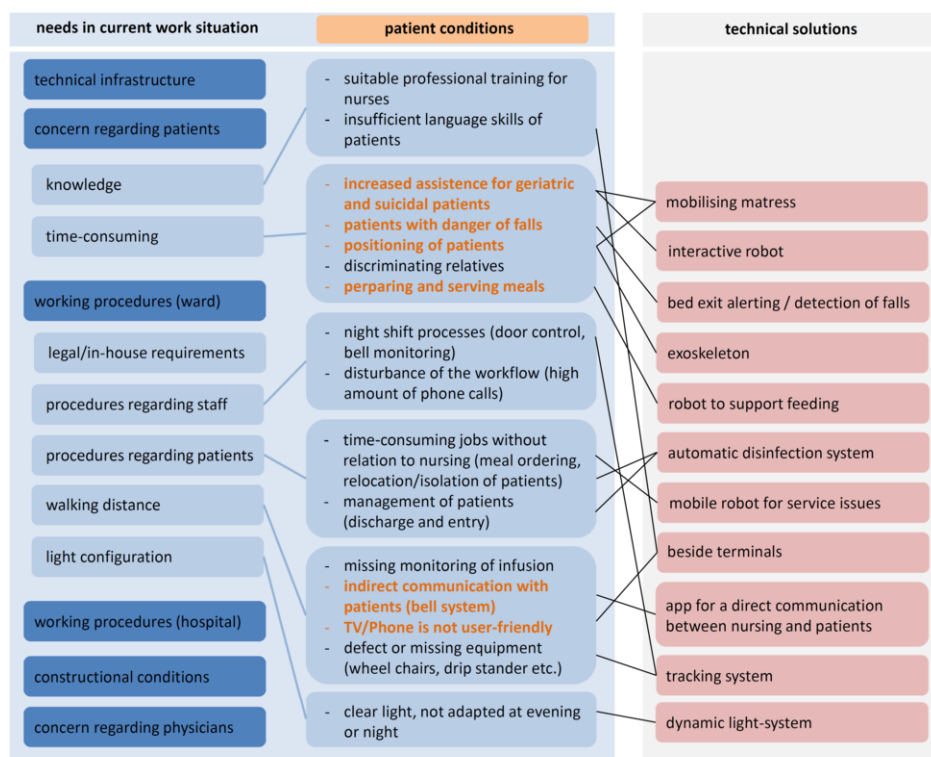 needs in current work situation
patient conditions
technical solutions
technical infrastructure
concern regarding patients
knowledge
time-consuming
working procedures (ward)
legal/in-house requirements
procedures regarding staff
procedures regarding patients
walking distance
light configuration
working procedures (hospital)
constructional conditions
concern regarding physicians
- suitable professional training for
nurses
- insufficient language skills of
patients
- increased assistence for geriatric
and suicidal patients
- patients with danger of falls
- positioning of patients
- discriminating relatives
- perparing and serving meals
- night shift processes (door control,
bell monitoring)
- disturbance of the workflow (high
amount of phone calls)
- time-consuming jobs without
relation to nursing (meal ordering,
relocation/isolation of patients)
- management of patients
(discharge and entry)
- missing monitoring of infusion
- indirect communication with
patients (bell system)
- TV/Phone is not user-friendly
- defect or missing equipment
(wheel chairs, drip stander etc.)
- clear light, not adapted at evening
or night
mobilising matress
interactive robot
bed exit alerting / detection of falls
exoskeleton
robot to support feeding
automatic disinfection system
mobile robot for service issues
beside terminals
app for a direct communication
between nursing and patients
tracking system
dynamic light-system